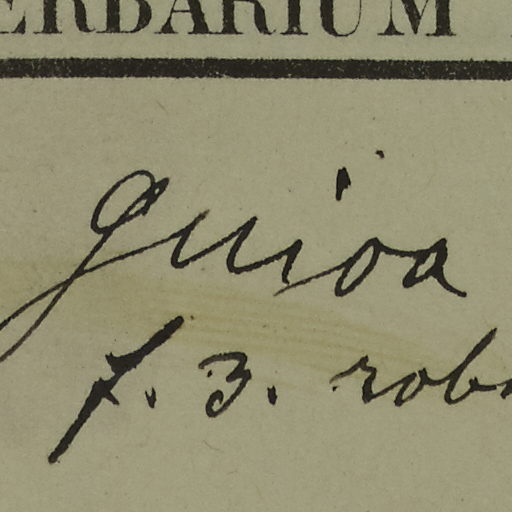 ERBARIUM
Guioa
f. 3. rob